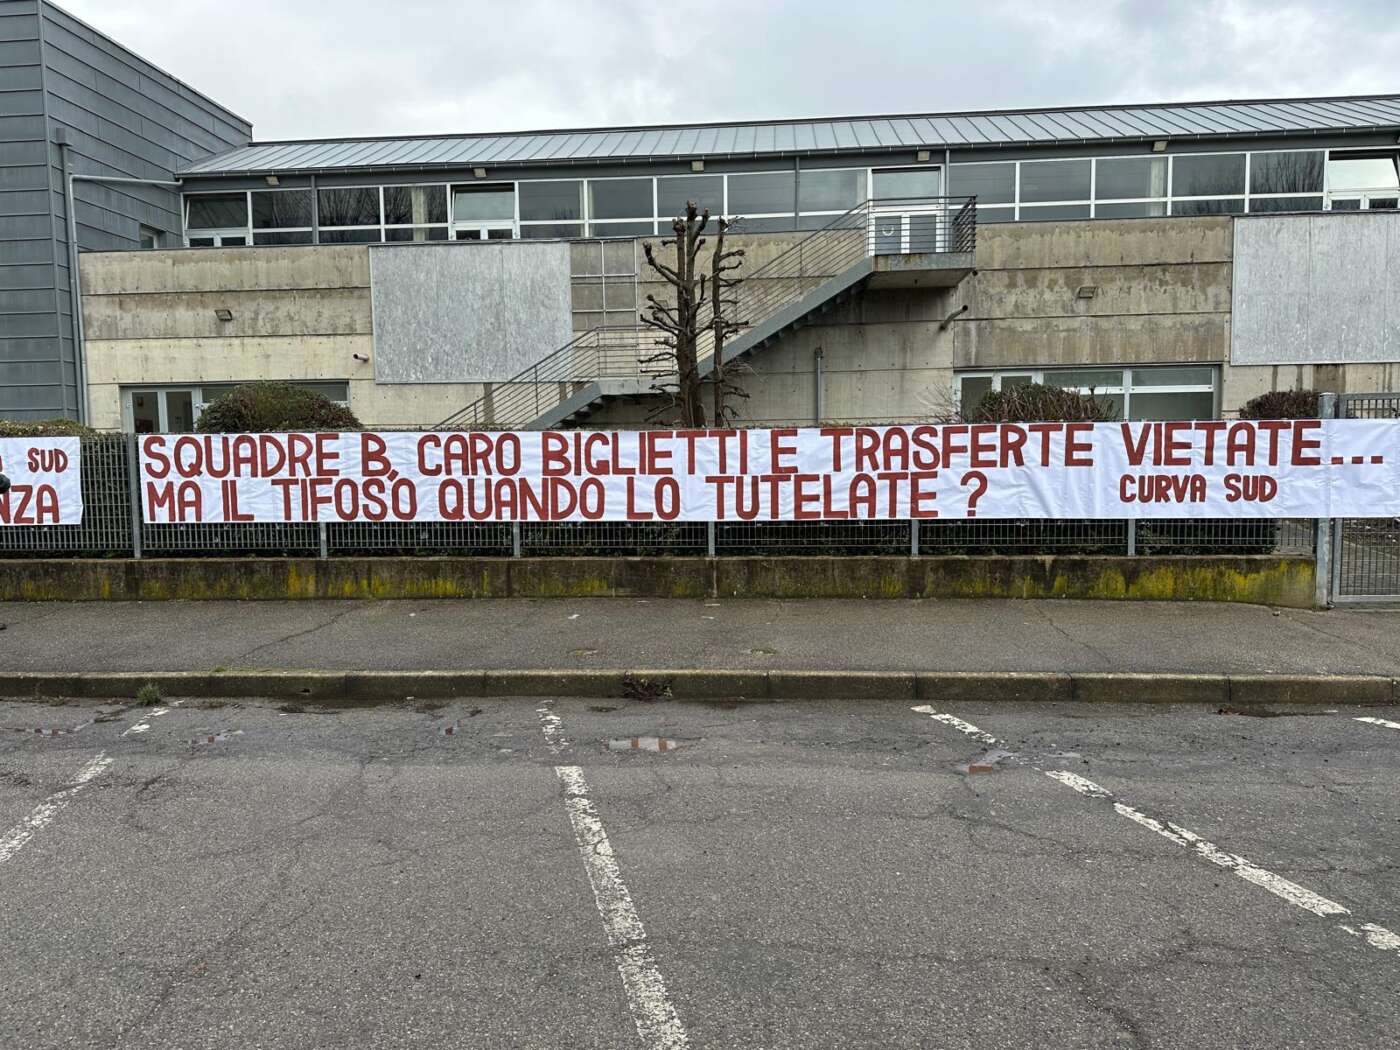 SUD
NZA
SQUADRE B, CARO BIGLIETTI E TRASFERTE VIETATE...
MA IL TIFOSO QUANDO LO TUTELATE ?
CURVA SUD